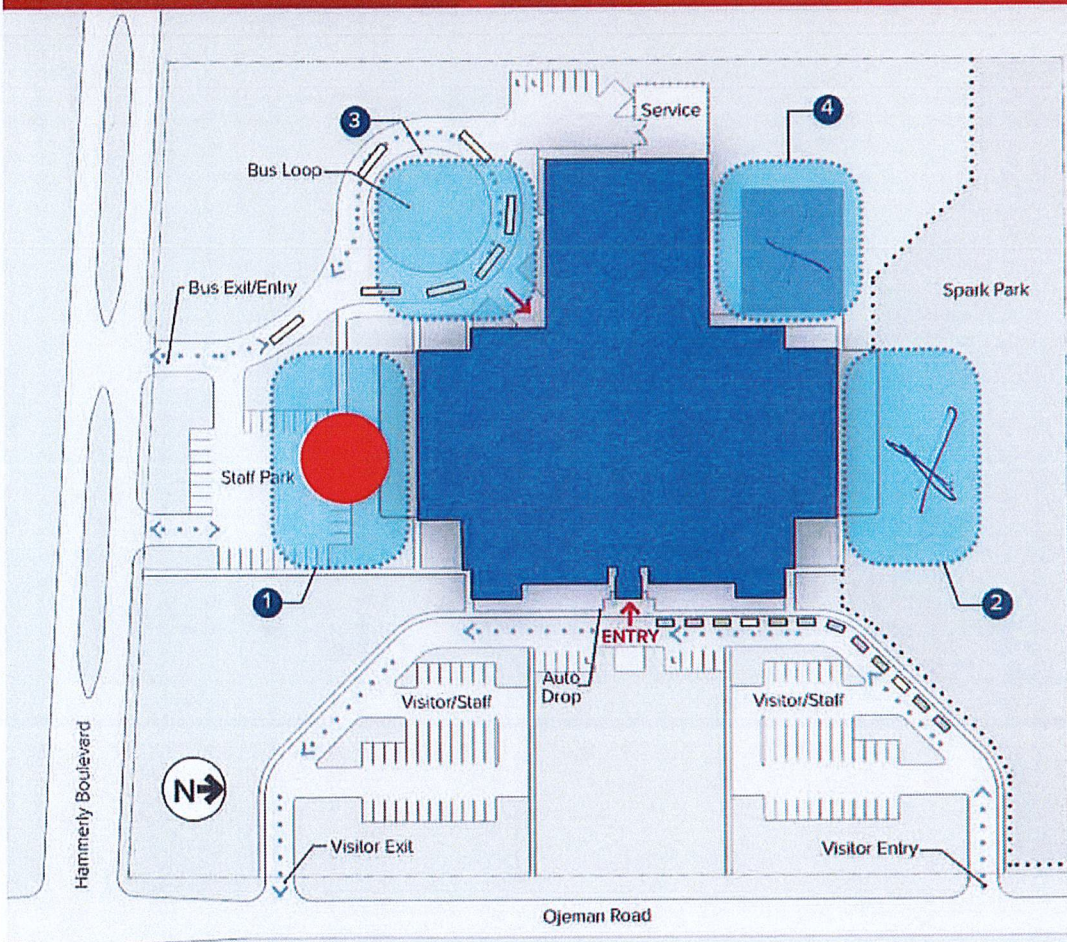 3
4
Service
Bus Loop
Bus Exit/Entry
Spark Park
Staff Park
1
2
ENTRY
Auto
Drop
Visitor/Staff
Visitor/Staff
Hammerly Boulevard
N
Visitor Exit
Visitor Entry
Ojeman Road